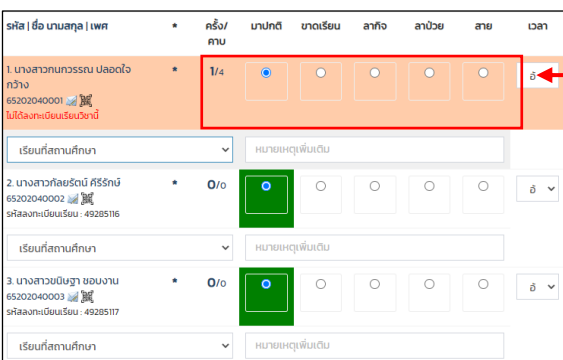 รหัส | ชื่อ นามสกุล | เพศ * ครั้ง/คาบ มาปกติ ขาดเรียน ลากิจ ลาป่วย สาย เวลา
1. นางสาวกนกวรรณ ปลอดใจกว้าง * 1/4 อ้
65202040001
ไม่ได้ลงทะเบียนเรียนวิชานี้
เรียนที่สถานศึกษา หมายเหตุเพิ่มเติม
2. นางสาวกัลยรัตน์ คีรีรักษ์ * 0/0 อ้
65202040002
รหัสลงทะเบียนเรียน : 49285116
เรียนที่สถานศึกษา หมายเหตุเพิ่มเติม
3. นางสาวขนิษฐา ชอบงาน * 0/0 อ้
65202040003
รหัสลงทะเบียนเรียน : 49285117
เรียนที่สถานศึกษา หมายเหตุเพิ่มเติม